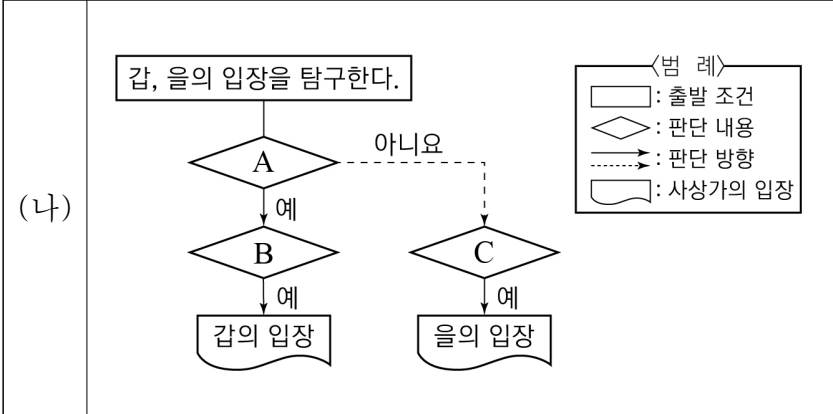 (나)
갑, 을의 입장을 탐구한다.
A
아니요
예
B
C
예
예
갑의 입장
을의 입장
〈범 례〉
: 출발 조건
: 판단 내용
: 판단 방향
: 사상가의 입장